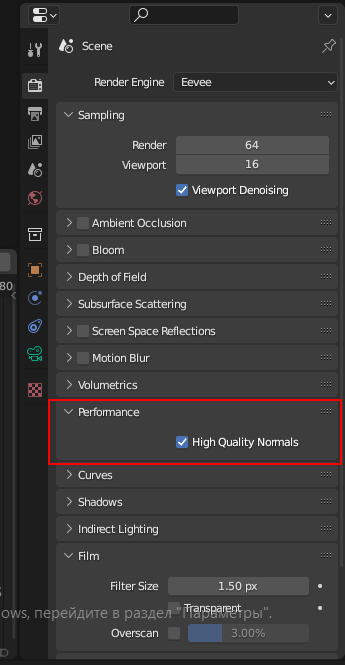 Scene
Render Engine Eevee
Sampling
Render 64
Viewport 16
Viewport Denoising
Ambient Occlusion
Bloom
80
Depth of Field
Subsurface Scattering
Screen Space Reflections
Motion Blur
Volumetrics
Performance
High Quality Normals
Curves
Shadows
Indirect Lighting
Film
Filter Size 1.50 px
Transparent
ows, перейдите в раздел "Параметры".
Overscan 3.00%